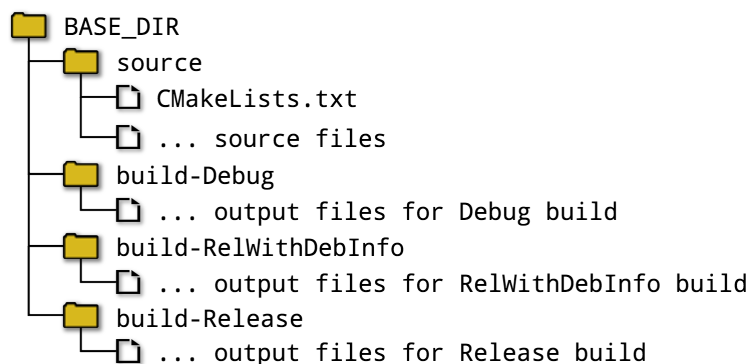 BASE_DIR
source
CMakeLists.txt
... source files
build-Debug
... output files for Debug build
build-RelWithDebInfo
... output files for RelWithDebInfo build
build-Release
... output files for Release build